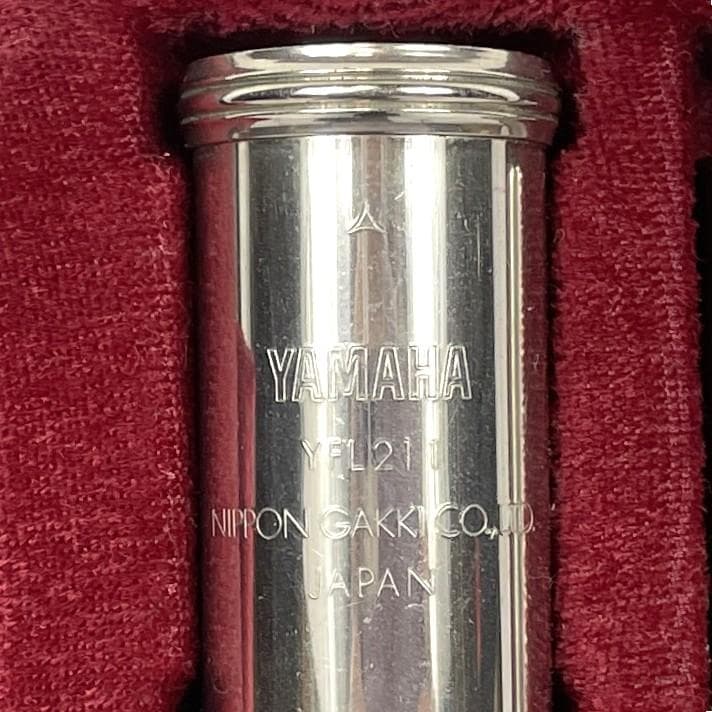 YAMAHA
YFL211
NIPPON GAKKI CO., LTD.
JAPAN